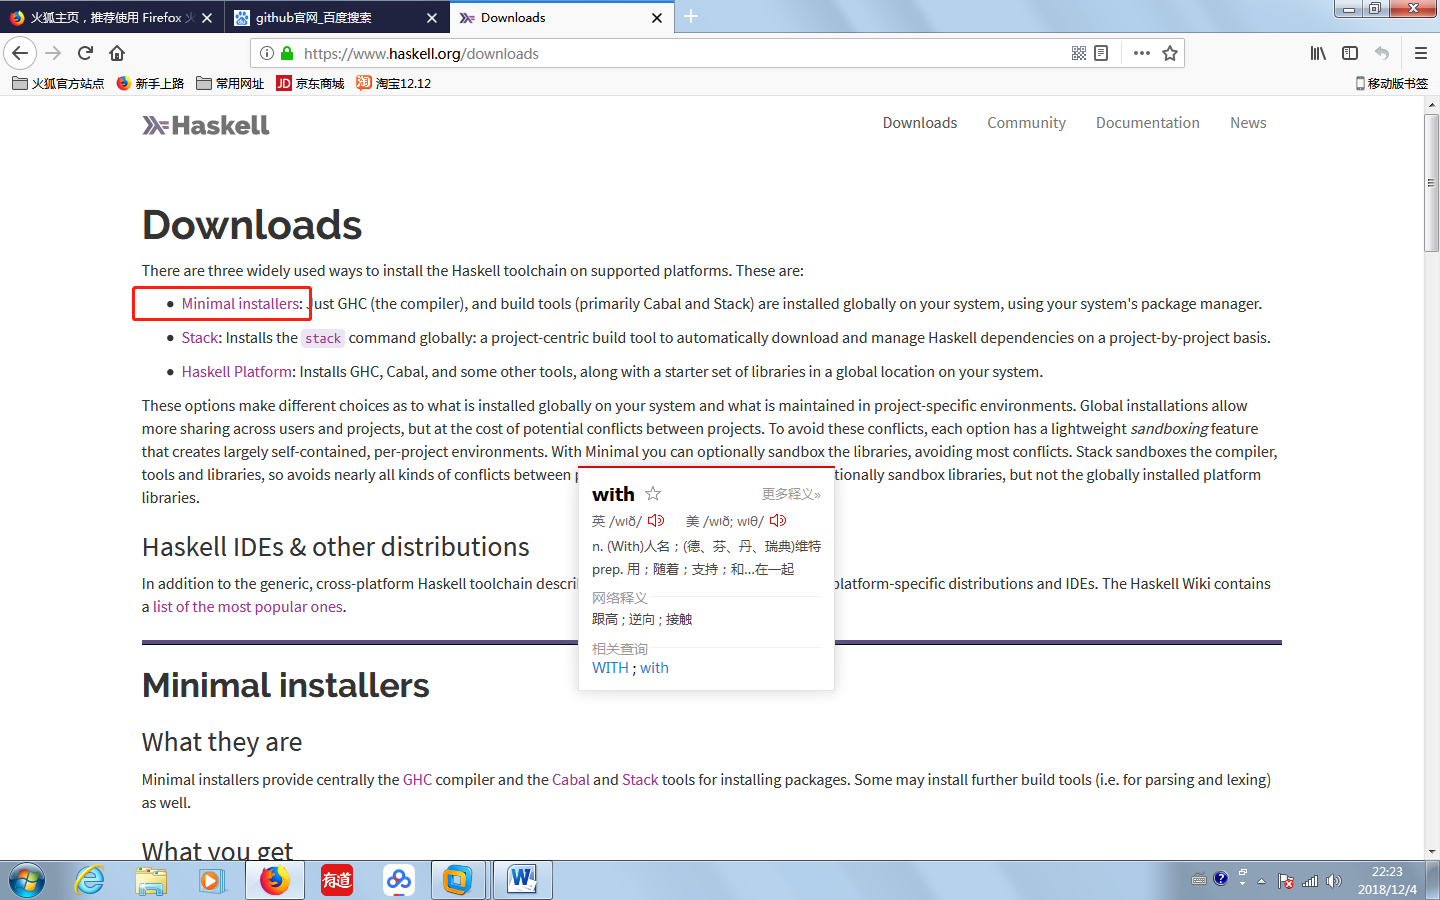 火狐主页，推荐使用 Firefox
github官网_百度搜索
Downloads
https://www.haskell.org/downloads
火狐官方站点
新手上路
常用网址
JD 京东商城
淘 淘宝12.12
移动版书签
Haskell
Downloads
Community
Documentation
News
Downloads
There are three widely used ways to install the Haskell toolchain on supported platforms. These are:
Minimal installers: Just GHC (the compiler), and build tools (primarily Cabal and Stack) are installed globally on your system, using your system's package manager.
Stack: Installs the stack command globally: a project-centric build tool to automatically download and manage Haskell dependencies on a project-by-project basis.
Haskell Platform: Installs GHC, Cabal, and some other tools, along with a starter set of libraries in a global location on your system.
These options make different choices as to what is installed globally on your system and what is maintained in project-specific environments. Global installations allow
more sharing across users and projects, but at the cost of potential conflicts between projects. To avoid these conflicts, each option has a lightweight sandboxing feature
that creates largely self-contained, per-project environments. With Minimal you can optionally sandbox the libraries, avoiding most conflicts. Stack sandboxes the compiler,
tools and libraries, so avoids nearly all kinds of conflicts between p tionally sandbox libraries, but not the globally installed platform
libraries.
with
更多释义»
英 /wɪð/ 美 /wɪð; wɪθ/
n. (With)人名；(德、芬、丹、瑞典)维特
prep. 用；随着；支持；和...在一起
网络释义
跟高 ; 逆向 ; 接触
相关查询
WITH ; with
Haskell IDEs & other distributions
In addition to the generic, cross-platform Haskell toolchain descri platform-specific distributions and IDEs. The Haskell Wiki contains
a list of the most popular ones.
Minimal installers
What they are
Minimal installers provide centrally the GHC compiler and the Cabal and Stack tools for installing packages. Some may install further build tools (i.e. for parsing and lexing)
as well.
What you get
有道
22:23
2018/12/4